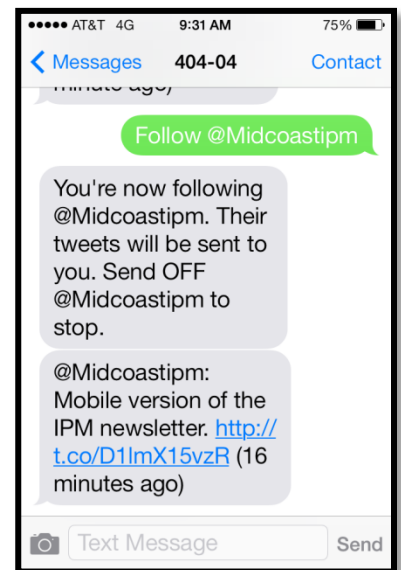 AT&T 4G 9:31 AM 75%
Messages 404-04 Contact
minute ago)
Follow @Midcoastipm
You're now following
@Midcoastipm. Their
tweets will be sent to
you. Send OFF
@Midcoastipm to
stop.
@Midcoastipm:
Mobile version of the
IPM newsletter. http://
t.co/D1lmX15vzR (16
minutes ago)
Text Message Send